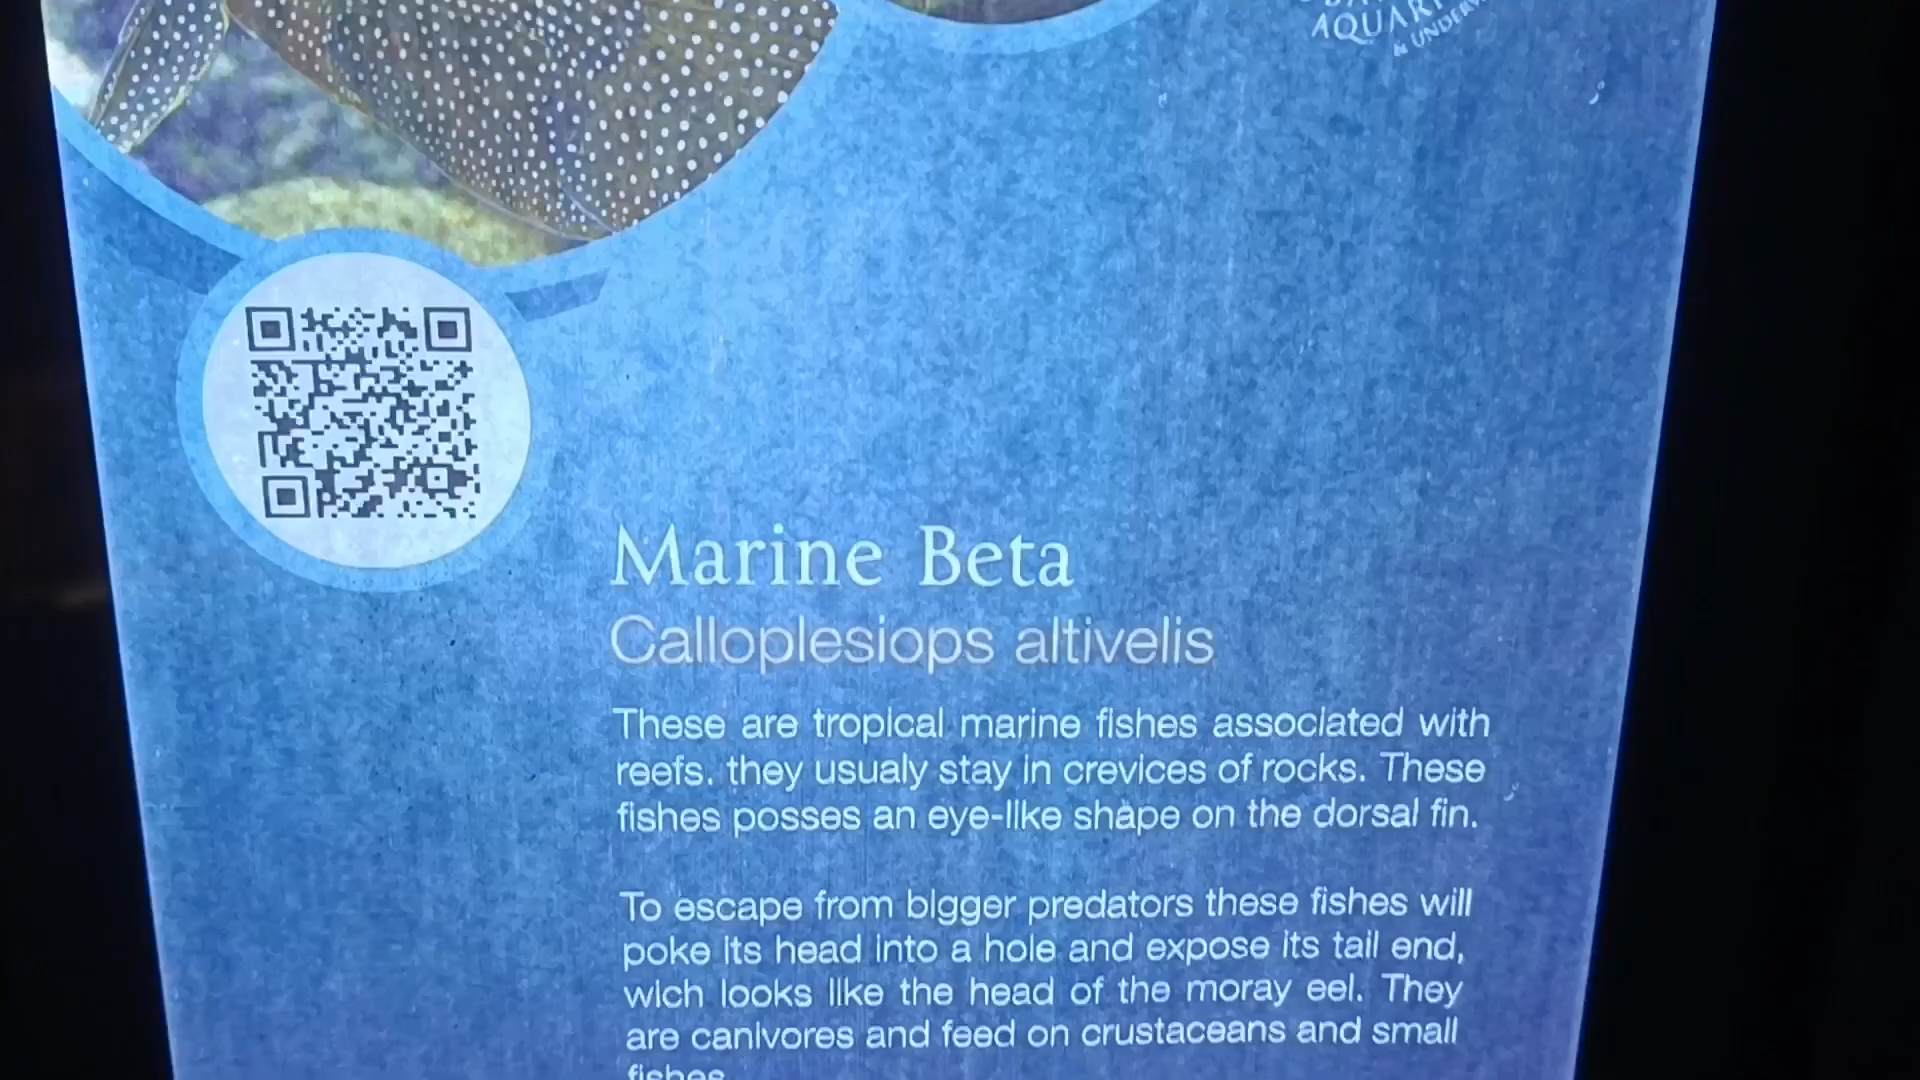 AQUAR
& UNDERW
Marine Beta
Calloplesiops altivelis
These are tropical marine fishes associated with
reefs. they usualy stay in crevices of rocks. These
fishes posses an eye-like shape on the dorsal fin.
To escape from bigger predators these fishes will
poke its head into a hole and expose its tail end,
wich looks like the head of the moray eel. They
are canivores and feed on crustaceans and small
fishes.